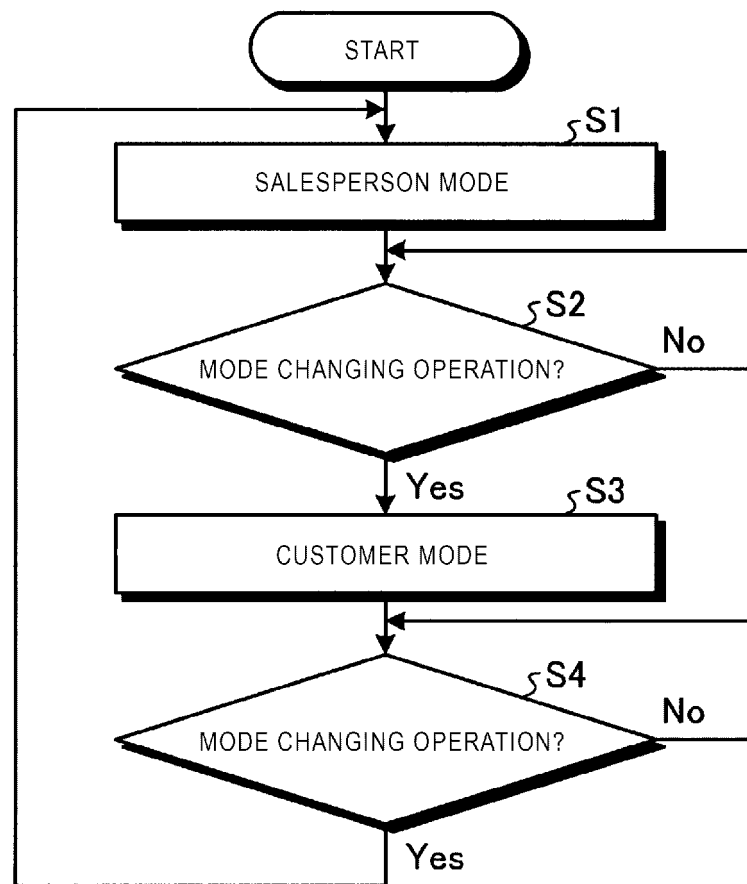 START
S1
SALESPERSON MODE
S2
MODE CHANGING OPERATION?
No
Yes
S3
CUSTOMER MODE
S4
MODE CHANGING OPERATION?
No
Yes